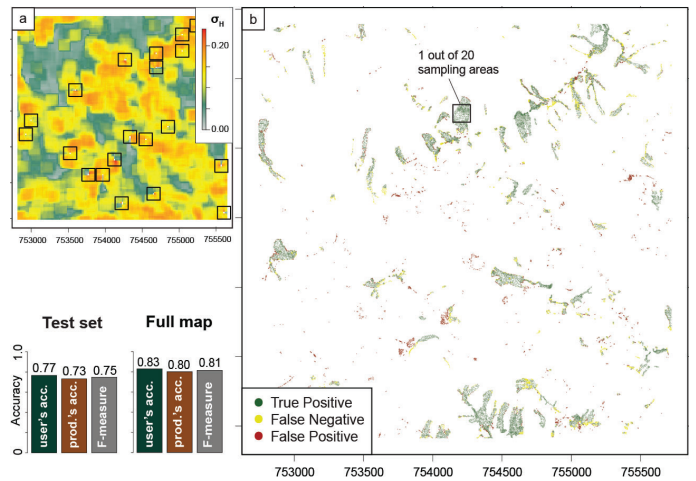 a
σH
0.20
0.00
753000
753500
754000
754500
755000
755500
b
1 out of 20
sampling areas
Test set
Full map
Accuracy
1.0
0
0.77
0.73
0.75
user's acc.
prod.'s acc.
F-measure
0.83
0.80
0.81
user's acc.
prod.'s acc.
F-measure
True Positive
False Negative
False Positive
753000
753500
754000
754500
755000
755500